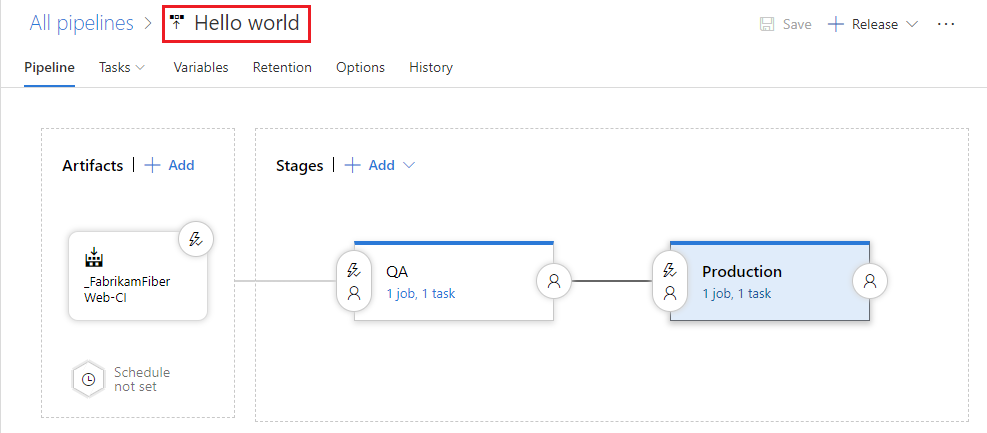 All pipelines > Hello world
Save + Release ...
Pipeline Tasks Variables Retention Options History
Artifacts | + Add
Stages | + Add
_FabrikamFiber
Web-CI
QA
1 job, 1 task
Production
1 job, 1 task
Schedule
not set